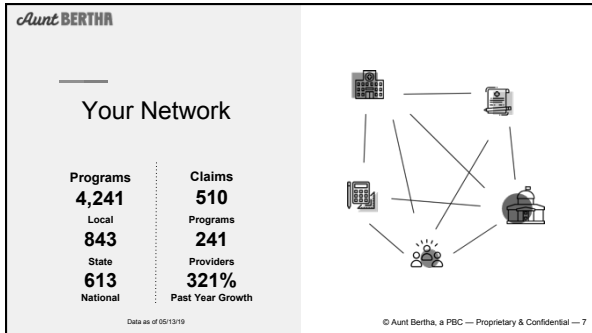 Aunt BERTHA
Your Network
Programs
4,241
Local
843
State
613
National
Claims
510
Programs
241
Providers
321%
Past Year Growth
Data as of 05/13/19
© Aunt Bertha, a PBC — Proprietary & Confidential — 7